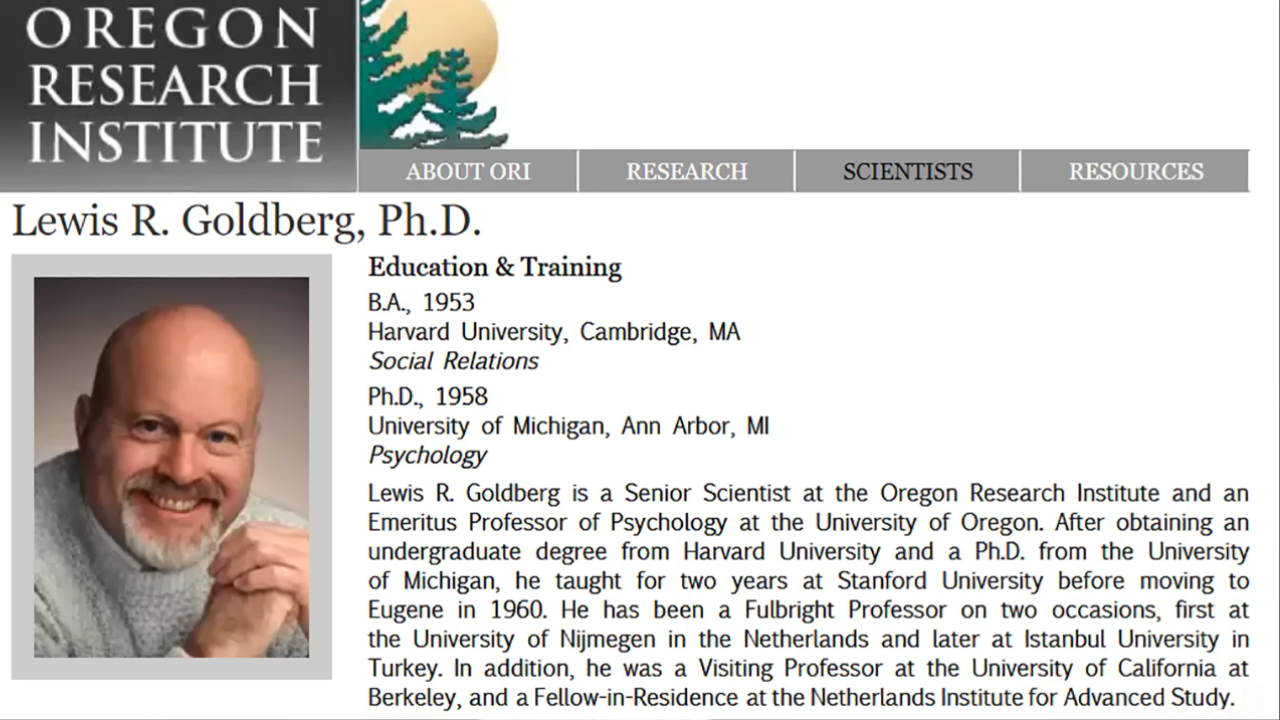 OREGON
RESEARCH
INSTITUTE
ABOUT ORI
RESEARCH
SCIENTISTS
RESOURCES
Lewis R. Goldberg, Ph.D.
Education & Training
B.A., 1953
Harvard University, Cambridge, MA
Social Relations
Ph.D., 1958
University of Michigan, Ann Arbor, MI
Psychology
Lewis R. Goldberg is a Senior Scientist at the Oregon Research Institute and an
Emeritus Professor of Psychology at the University of Oregon. After obtaining an
undergraduate degree from Harvard University and a Ph.D. from the University
of Michigan, he taught for two years at Stanford University before moving to
Eugene in 1960. He has been a Fulbright Professor on two occasions, first at
the University of Nijmegen in the Netherlands and later at Istanbul University in
Turkey. In addition, he was a Visiting Professor at the University of California at
Berkeley, and a Fellow-in-Residence at the Netherlands Institute for Advanced Study.